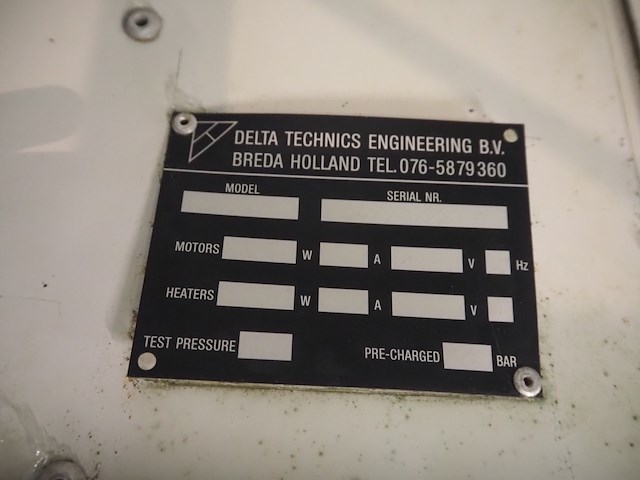 DELTA TECHNICS ENGINEERING B.V.
BREDA HOLLAND TEL. 076-5879360
MODEL SERIAL NR.
MOTORS W A V Hz
HEATERS W A V
TEST PRESSURE PRE-CHARGED BAR